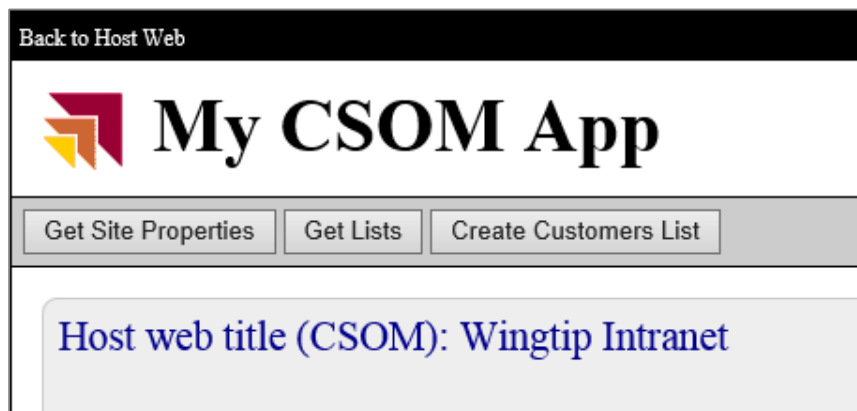 Back to Host Web
My CSOM App
Get Site Properties Get Lists Create Customers List
Host web title (CSOM): Wingtip Intranet